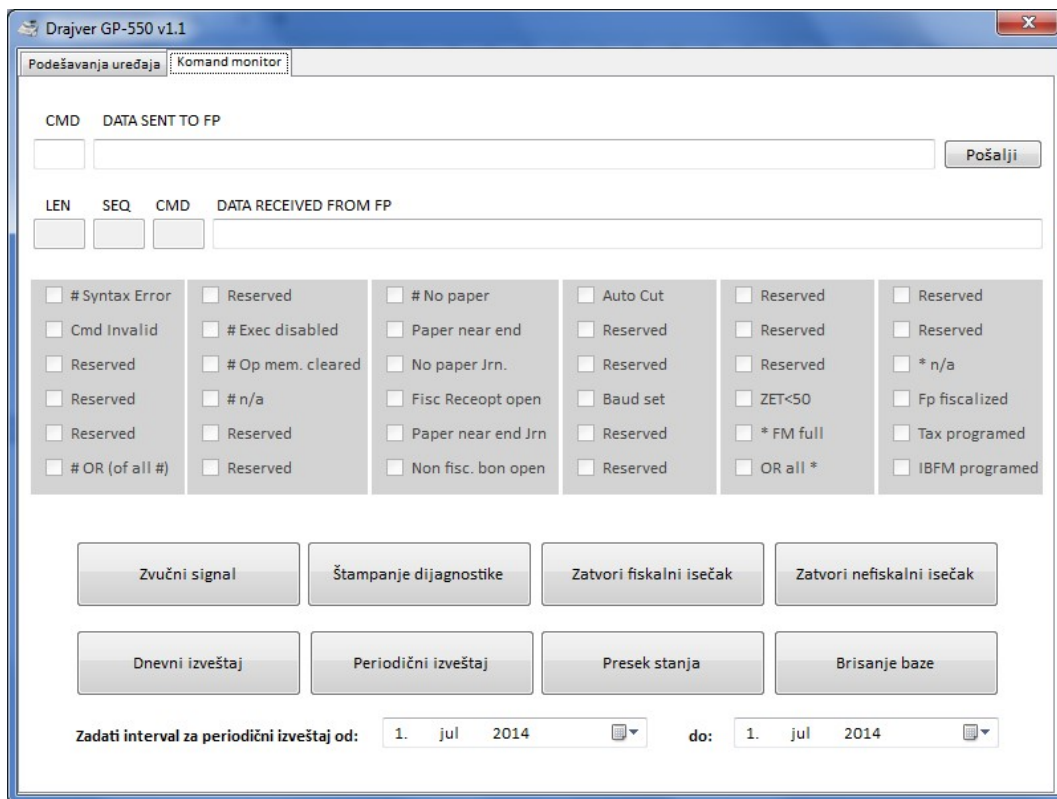 Drajver GP-550 v1.1
Podešavanja uređaja Komand monitor
CMD DATA SENT TO FP
Pošalji
LEN SEQ CMD DATA RECEIVED FROM FP
# Syntax Error Reserved # No paper Auto Cut Reserved Reserved
Cmd Invalid # Exec disabled Paper near end Reserved Reserved Reserved
Reserved # Op mem. cleared No paper Jrn. Reserved Reserved * n/a
Reserved # n/a Fisc Receopt open Baud set ZET<50 Fp fiscalized
Reserved Reserved Paper near end Jrn Reserved * FM full Tax programed
# OR (of all #) Reserved Non fisc. bon open Reserved OR all * IBFM programed
Zvučni signal Štampanje dijagnostike Zatvori fiskalni isečak Zatvori nefiskalni isečak
Dnevni izveštaj Periodični izveštaj Presek stanja Brisanje baze
Zadati interval za periodični izveštaj od: 1. jul 2014 do: 1. jul 2014